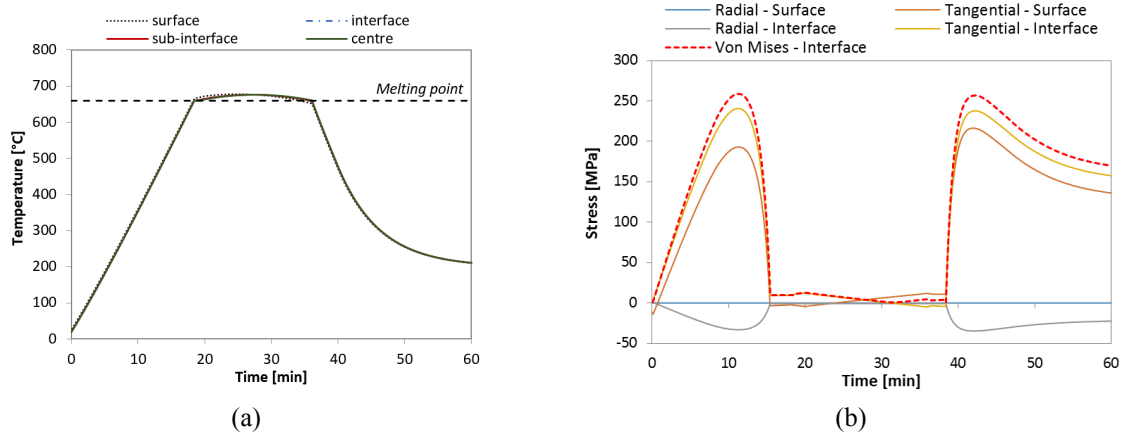 surface interface
sub-interface centre
800
700
600
500
400
300
200
100
0
Temperature [°C]
Melting point
0 10 20 30 40 50 60
Time [min]
(a)
Radial - Surface Tangential - Surface
Radial - Interface Tangential - Interface
Von Mises - Interface
300
250
200
150
100
50
0
-50
Stress [MPa]
0 10 20 30 40 50 60
Time [min]
(b)